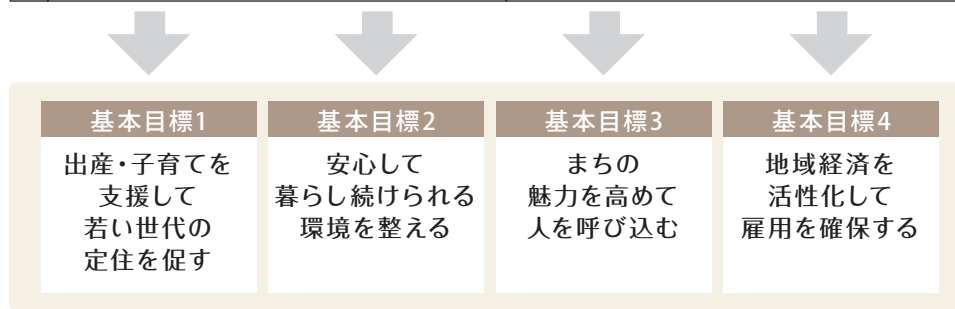 基本目標1
出産・子育てを
支援して
若い世代の
定住を促す
基本目標2
安心して
暮らし続けられる
環境を整える
基本目標3
まちの
魅力を高めて
人を呼び込む
基本目標4
地域経済を
活性化して
雇用を確保する